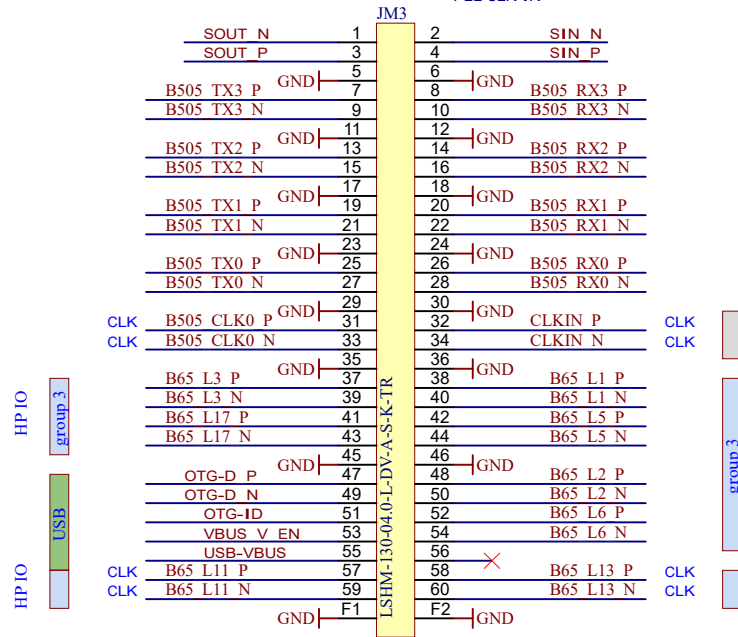 JM3
SOUT_N 1 2 SIN_N
SOUT_P 3 4 SIN_P
GND 5 6 GND
B505_TX3_P 7 8 B505_RX3_P
B505_TX3_N 9 10 B505_RX3_N
GND 11 12 GND
B505_TX2_P 13 14 B505_RX2_P
B505_TX2_N 15 16 B505_RX2_N
GND 17 18 GND
B505_TX1_P 19 20 B505_RX1_P
B505_TX1_N 21 22 B505_RX1_N
GND 23 24 GND
B505_TX0_P 25 26 B505_RX0_P
B505_TX0_N 27 28 B505_RX0_N
GND 29 30 GND
CLK B505_CLK0_P 31 32 CLKIN_P CLK
CLK B505_CLK0_N 33 34 CLKIN_N CLK
GND 35 36 GND
B65_L3_P 37 38 B65_L1_P
B65_L3_N 39 40 B65_L1_N
B65_L17_P 41 42 B65_L5_P
B65_L17_N 43 44 B65_L5_N
GND 45 46 GND
OTG-D_P 47 48 B65_L2_P
OTG-D_N 49 50 B65_L2_N
OTG-ID 51 52 B65_L6_P
VBUS_V_EN 53 54 B65_L6_N
USB-VBUS 55 56
CLK B65_L11_P 57 58 B65_L13_P CLK
CLK B65_L11_N 59 60 B65_L13_N CLK
GND F1 F2 GND
LSHM-130-04.0-L-DV-A-S-K-TR
HP IO
group 3
USB
HP IO
group 3